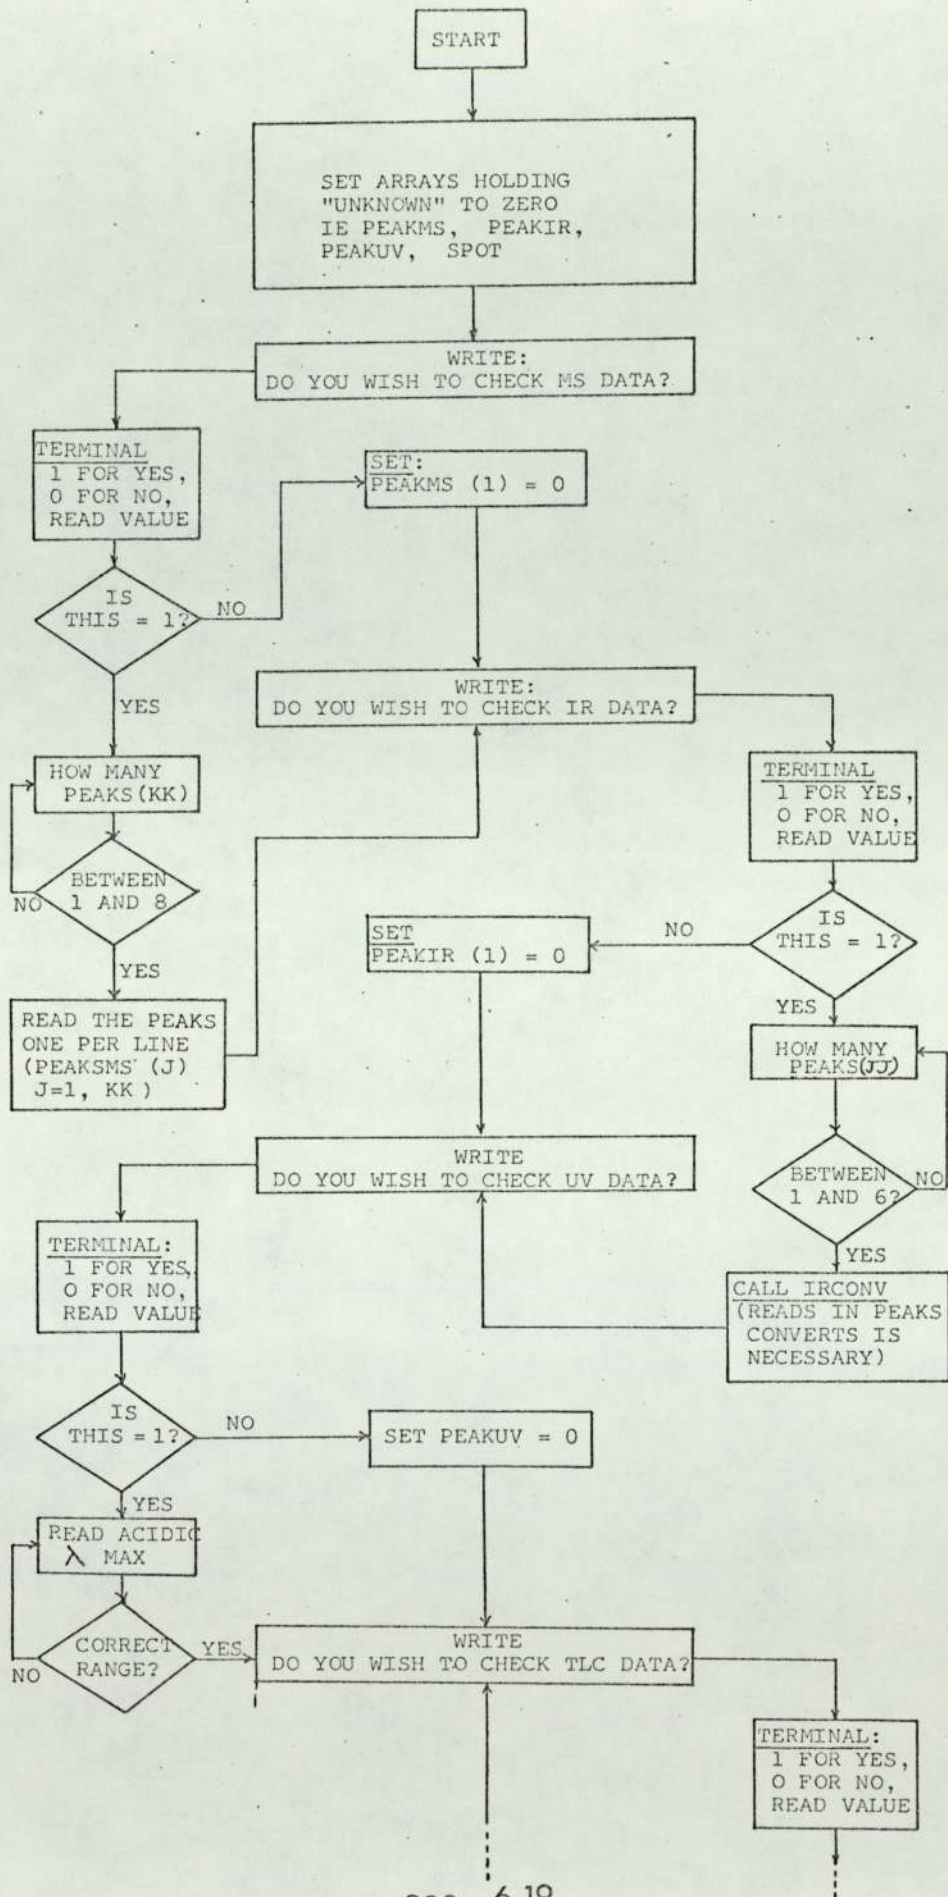 START
SET ARRAYS HOLDING
"UNKNOWN" TO ZERO
IE PEAKMS, PEAKIR,
PEAKUV, SPOT
WRITE:
DO YOU WISH TO CHECK MS DATA?
TERMINAL
1 FOR YES,
0 FOR NO,
READ VALUE
SET:
PEAKMS (1) = 0
IS
THIS = 1?
NO
YES
WRITE:
DO YOU WISH TO CHECK IR DATA?
HOW MANY
PEAKS(KK)
TERMINAL
1 FOR YES,
0 FOR NO,
READ VALUE
BETWEEN
1 AND 8
NO
YES
SET
PEAKIR (1) = 0
NO
IS
THIS = 1?
YES
READ THE PEAKS
ONE PER LINE
(PEAKSMS (J)
J=1, KK )
HOW MANY
PEAKS(JJ)
WRITE
DO YOU WISH TO CHECK UV DATA?
BETWEEN
1 AND 6?
NO
YES
TERMINAL:
1 FOR YES,
0 FOR NO,
READ VALUE
CALL IRCONV
(READS IN PEAKS
CONVERTS IS
NECESSARY)
IS
THIS = 1?
NO
SET PEAKUV = 0
YES
READ ACIDIC
λ MAX
CORRECT
RANGE?
NO
YES
WRITE
DO YOU WISH TO CHECK TLC DATA?
TERMINAL:
1 FOR YES,
0 FOR NO,
READ VALUE
6.19